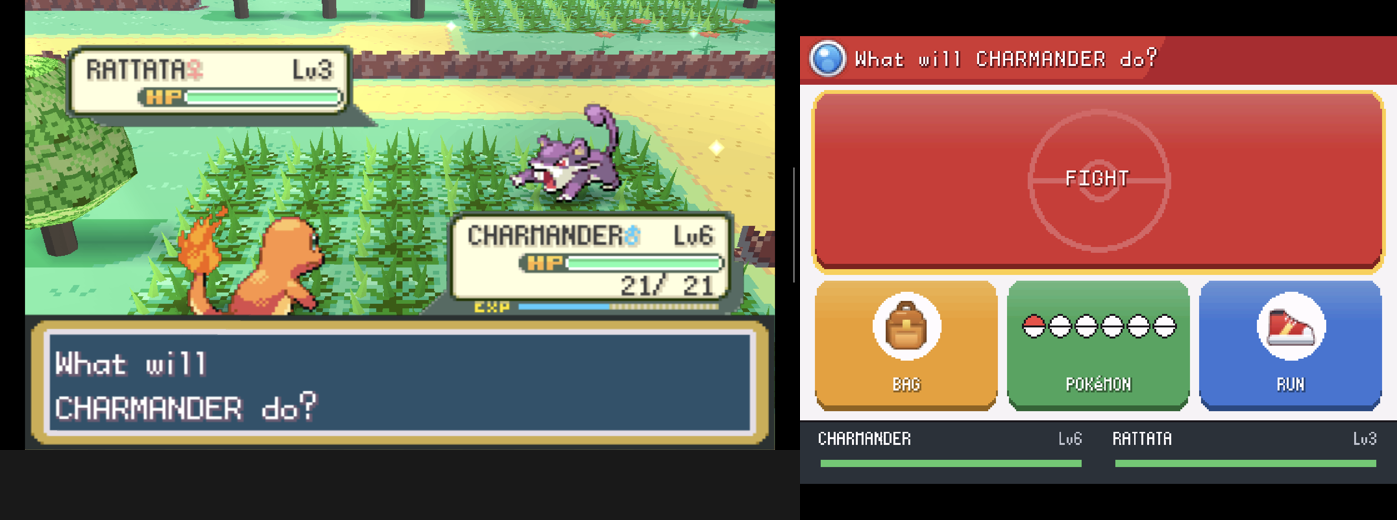 RATTATA♀ Lv3
HP
CHARMANDER♂ Lv6
HP
21/ 21
EXP
What will
CHARMANDER do?
What will CHARMANDER do?
FIGHT
BAG
POKéMON
RUN
CHARMANDER Lv6
RATTATA Lv3